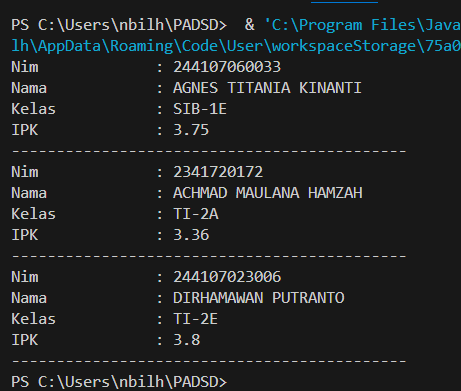 PS C:\Users\nbilh\PADSD>  & 'C:\Program Files\Java
lh\AppData\Roaming\Code\User\workspaceStorage\75a0
Nim             : 244107060033
Nama            : AGNES TITANIA KINANTI
Kelas           : SIB-1E
IPK             : 3.75
--------------------------------------------
Nim             : 2341720172
Nama            : ACHMAD MAULANA HAMZAH
Kelas           : TI-2A
IPK             : 3.36
--------------------------------------------
Nim             : 244107023006
Nama            : DIRHAMAWAN PUTRANTO
Kelas           : TI-2E
IPK             : 3.8
--------------------------------------------
PS C:\Users\nbilh\PADSD>